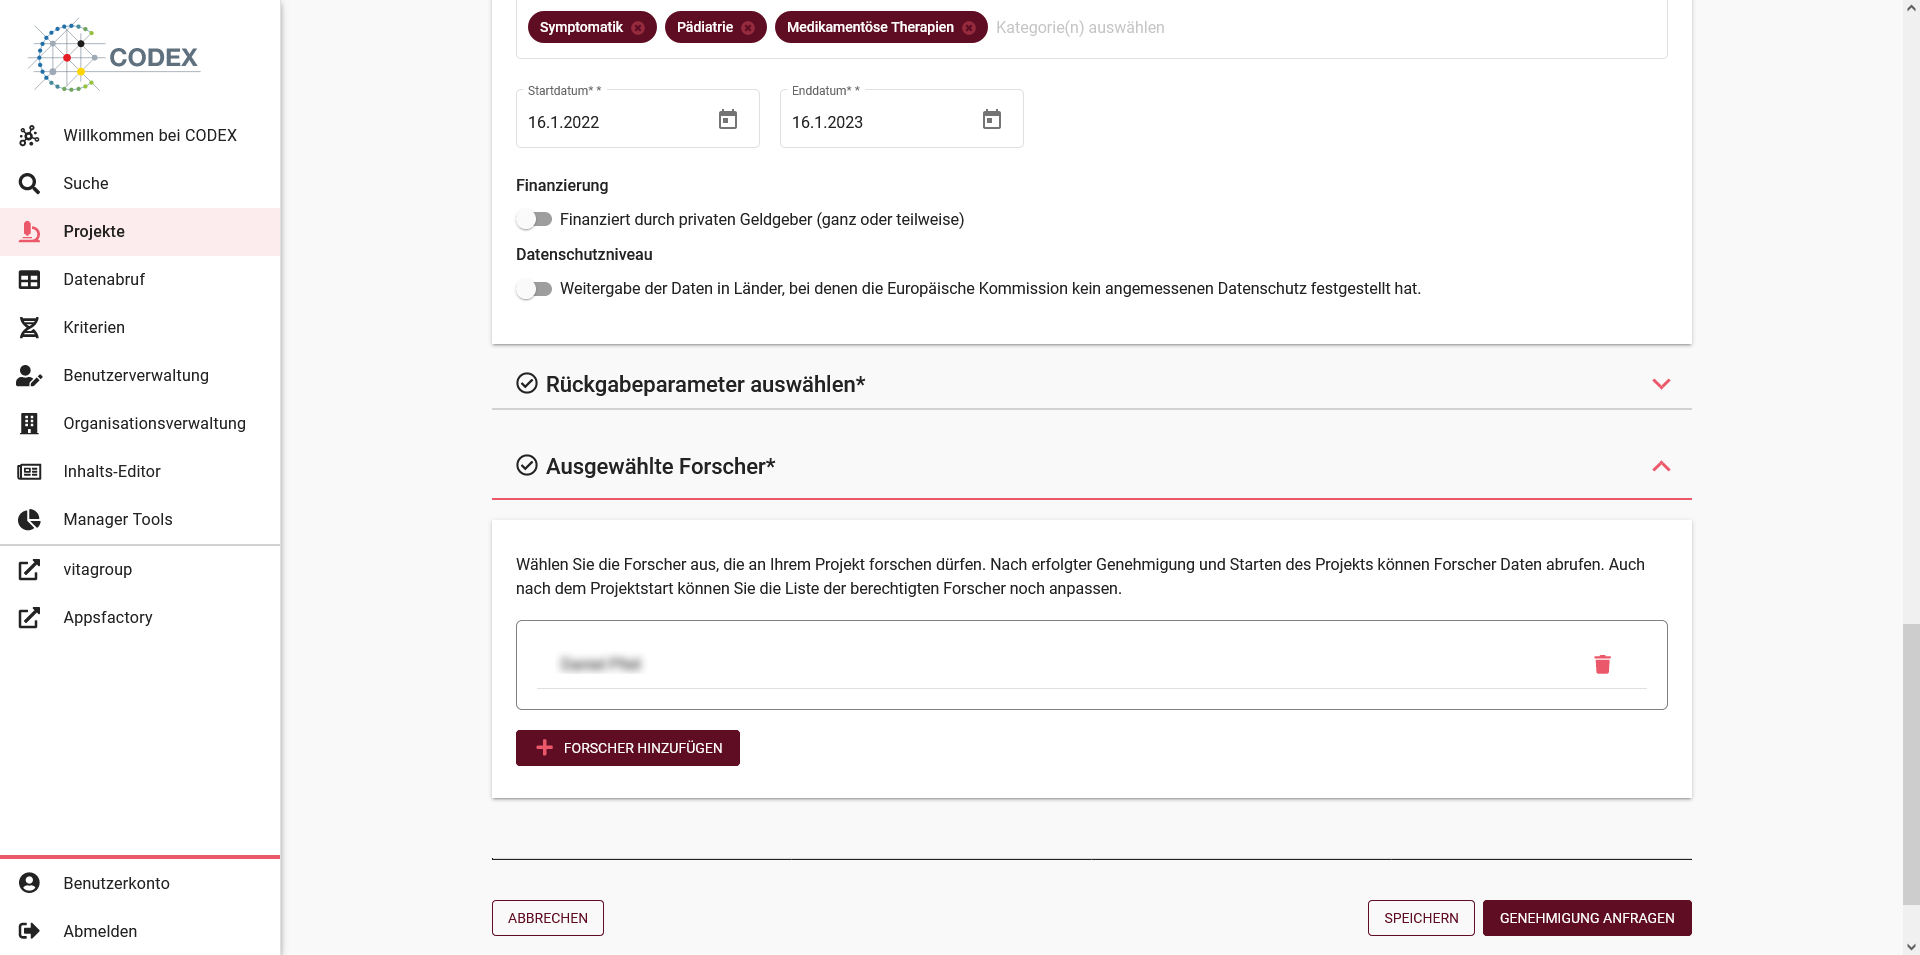 CODEX
Willkommen bei CODEX
Suche
Projekte
Datenabruf
Kriterien
Benutzerverwaltung
Organisationsverwaltung
Inhalts-Editor
Manager Tools
vitagroup
Appsfactory
Benutzerkonto
Abmelden
Symptomatik Pädiatrie Medikamentöse Therapien Kategorie(n) auswählen
Startdatum* * Enddatum* *
16.1.2022 16.1.2023
Finanzierung
Finanziert durch privaten Geldgeber (ganz oder teilweise)
Datenschutzniveau
Weitergabe der Daten in Länder, bei denen die Europäische Kommission kein angemessenen Datenschutz festgestellt hat.
Rückgabeparameter auswählen*
Ausgewählte Forscher*
Wählen Sie die Forscher aus, die an Ihrem Projekt forschen dürfen. Nach erfolgter Genehmigung und Starten des Projekts können Forscher Daten abrufen. Auch
nach dem Projektstart können Sie die Liste der berechtigten Forscher noch anpassen.
FORSCHER HINZUFÜGEN
ABBRECHEN SPEICHERN GENEHMIGUNG ANFRAGEN